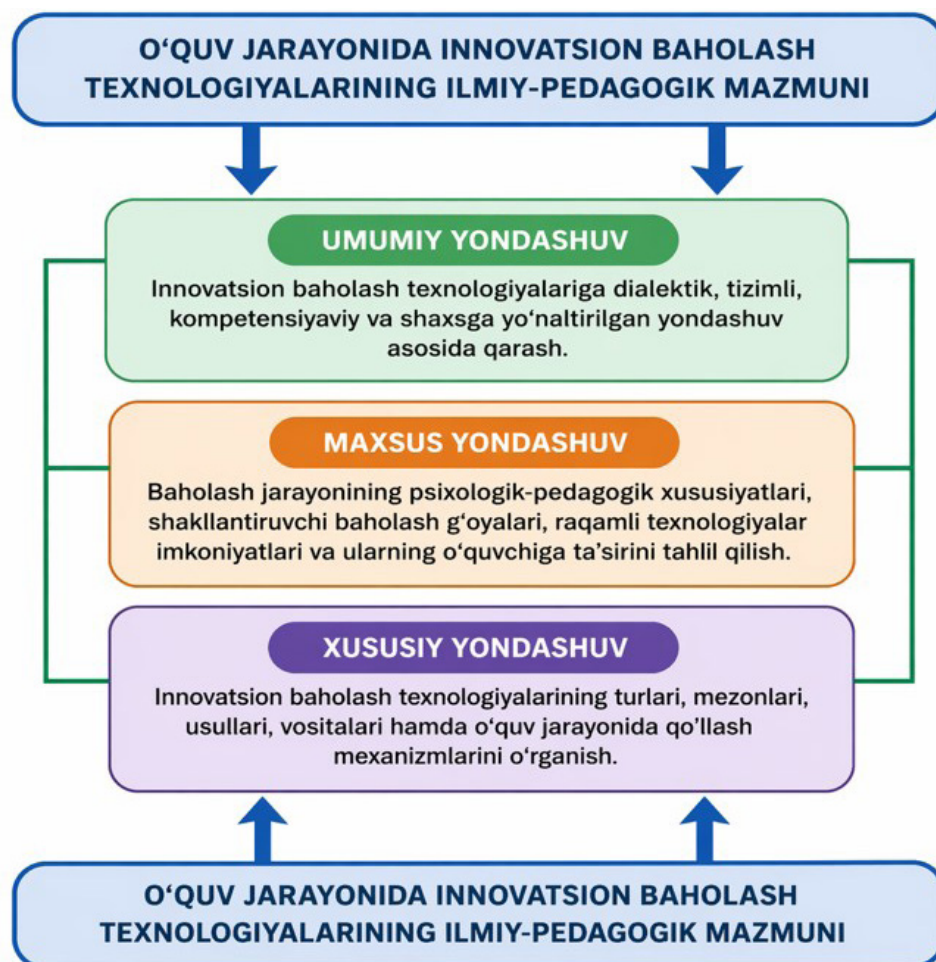 O‘QUV JARAYONIDA INNOVATSION BAHOLASH
TEXNOLOGIYALARINING ILMIY-PEDAGOGIK MAZMUNI
UMUMIY YONDASHUV
Innovatsion baholash texnologiyalariga dialektik, tizimli,
kompetensiyaviy va shaxsga yo‘naltirilgan yondashuv
asosida qarash.
MAXSUS YONDASHUV
Baholash jarayonining psixologik-pedagogik xususiyatlari,
shakllantiruvchi baholash g‘oyalari, raqamli texnologiyalar
imkoniyatlari va ularning o‘quvchiga ta’sirini tahlil qilish.
XUSUSIY YONDASHUV
Innovatsion baholash texnologiyalarining turlari, mezonlari,
usullari, vositalari hamda o‘quv jarayonida qo’llash
mexanizmlarini o‘rganish.
O‘QUV JARAYONIDA INNOVATSION BAHOLASH
TEXNOLOGIYALARINING ILMIY-PEDAGOGIK MAZMUNI